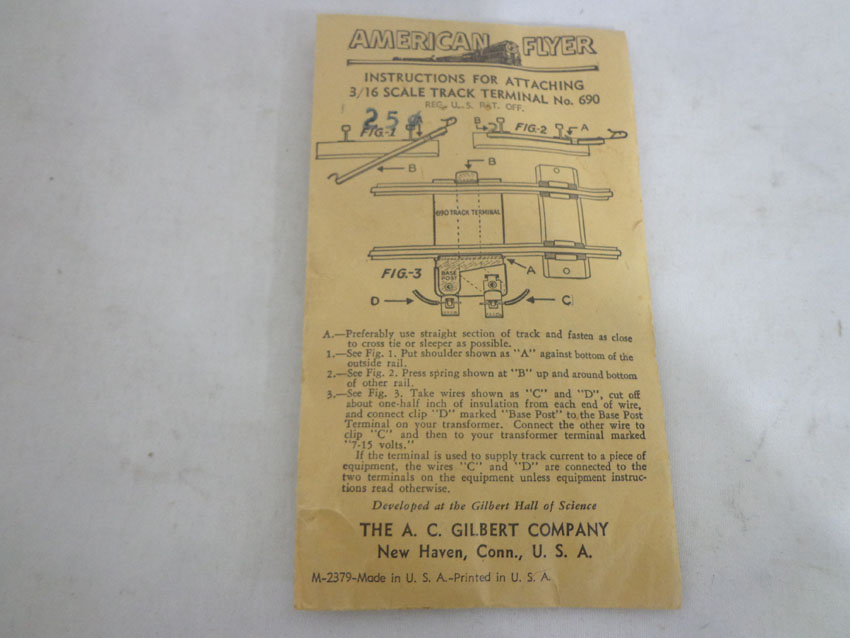 AMERICAN FLYER
INSTRUCTIONS FOR ATTACHING
3/16 SCALE TRACK TERMINAL No. 690
REG. U. S. PAT. OFF.
25¢
FIG-1
A
B
B
FIG-2
A
B
690 TRACK TERMINAL
FIG.-3
BASE POST
A
D
C
A.—Preferably use straight section of track and fasten as close
to cross tie or sleeper as possible.
1.—See Fig. 1. Put shoulder shown as "A" against bottom of the
outside rail.
2.—See Fig. 2. Press spring shown at "B" up and around bottom
of other rail.
3.—See Fig. 3. Take wires shown as "C" and "D", cut off
about one-half inch of insulation from each end of wire,
and connect clip "D" marked "Base Post" to the Base Post
Terminal on your transformer. Connect the other wire to
clip "C" and then to your transformer terminal marked
"7-15 volts."
If the terminal is used to supply track current to a piece of
equipment, the wires "C" and "D" are connected to the
two terminals on the equipment unless equipment instruc-
tions read otherwise.
Developed at the Gilbert Hall of Science
THE A. C. GILBERT COMPANY
New Haven, Conn., U. S. A.
M-2379-Made in U. S. A.-Printed in U. S. A.